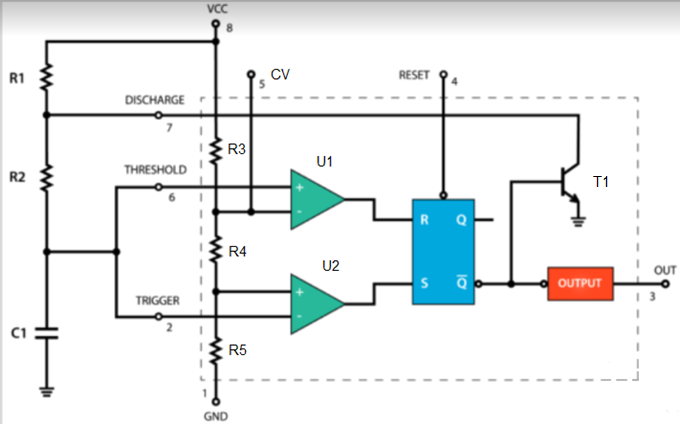 VCC
8
CV
5
RESET
4
R1
DISCHARGE
7
R3
U1
THRESHOLD
6
R2
+
-
T1
R Q
R4
U2
S Q̅
OUTPUT
OUT
3
+
-
TRIGGER
2
C1
R5
1
GND